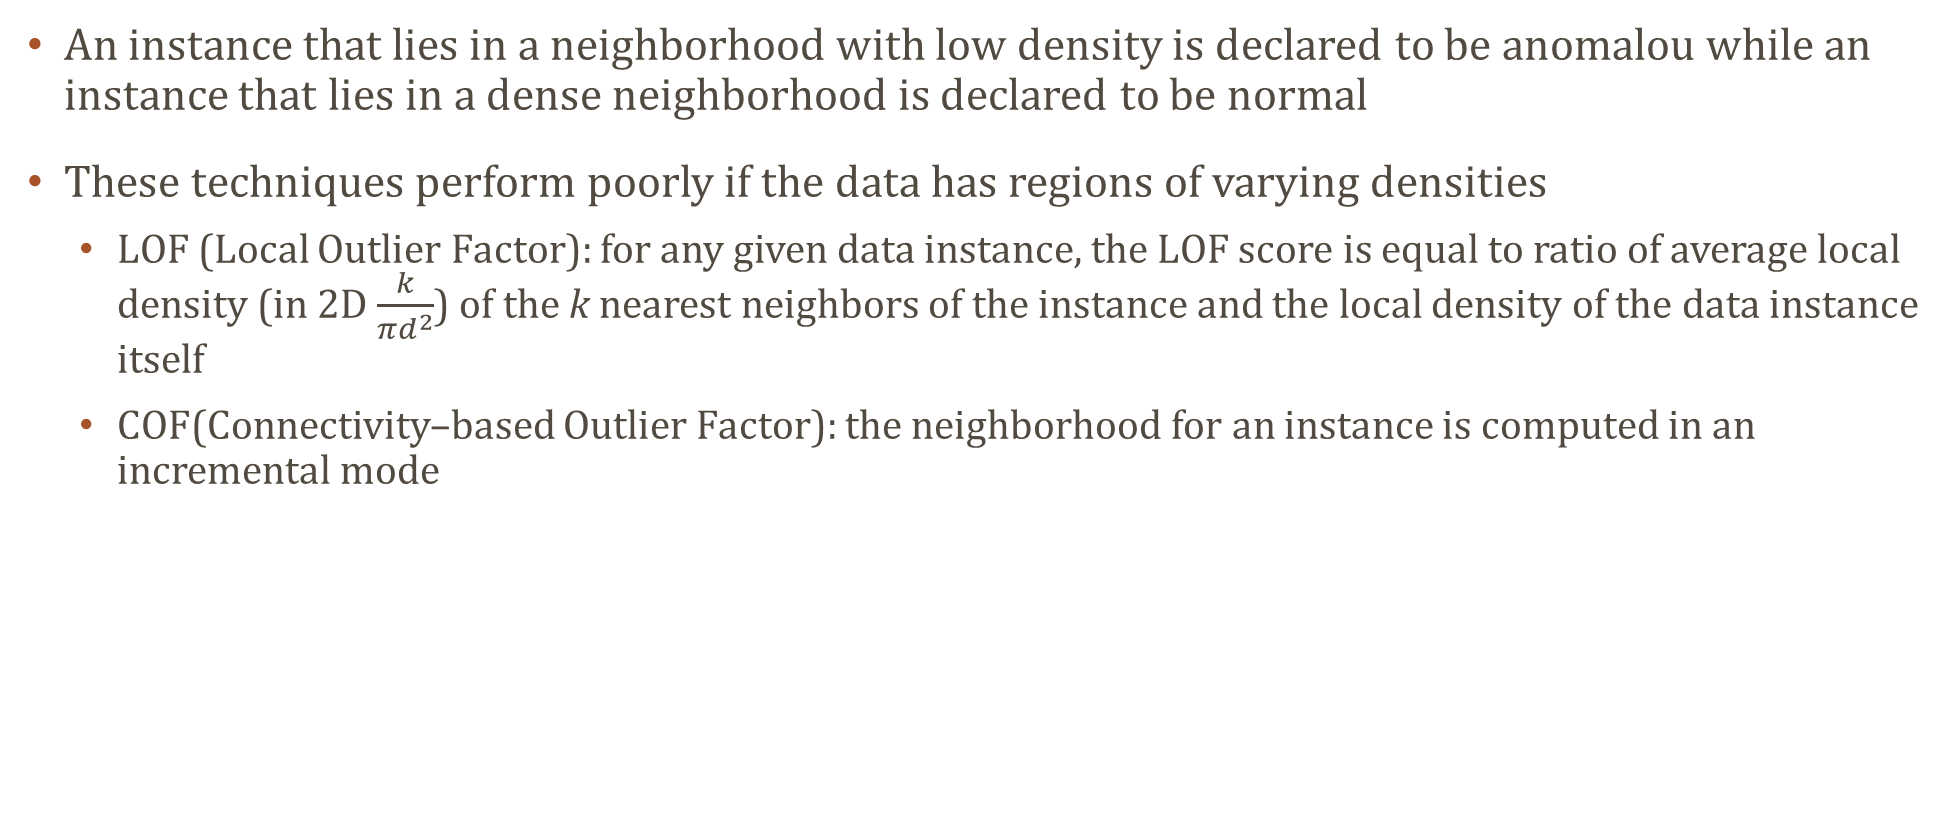 • An instance that lies in a neighborhood with low density is declared to be anomalou while an
instance that lies in a dense neighborhood is declared to be normal
• These techniques perform poorly if the data has regions of varying densities
• LOF (Local Outlier Factor): for any given data instance, the LOF score is equal to ratio of average local
density (in 2D $\frac{k}{\pi d^2}$) of the k nearest neighbors of the instance and the local density of the data instance
itself
• COF(Connectivity–based Outlier Factor): the neighborhood for an instance is computed in an
incremental mode